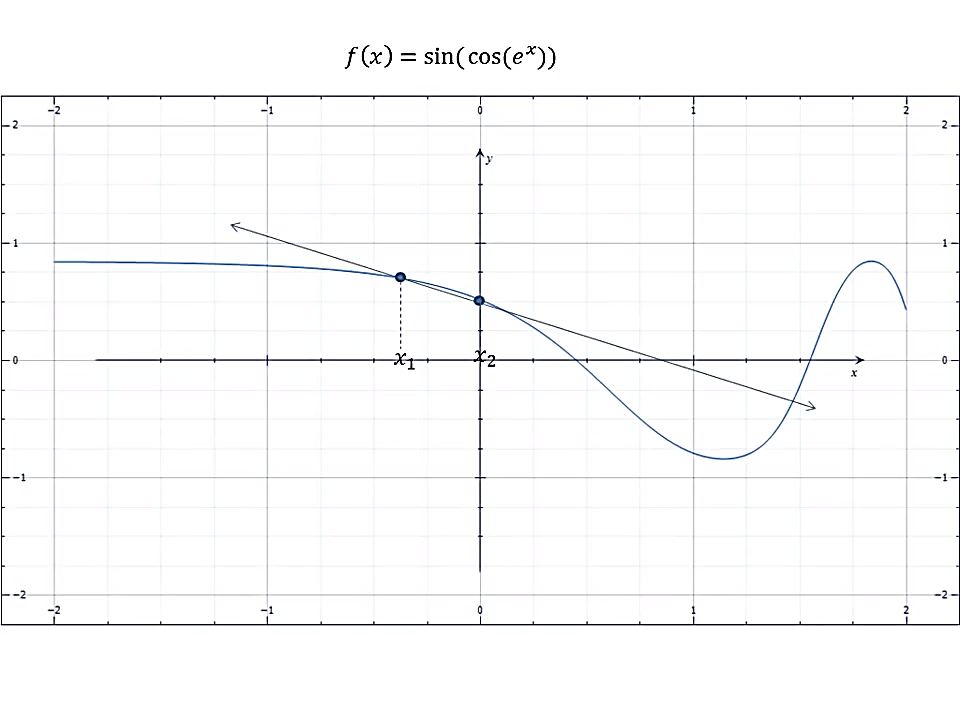 f(x) = sin(cos(e^x))
−2 −1 0 1 2
2 y 2
1 1
0 x₁ x₂ 0
x
−1 −1
−2 −2
−2 −1 0 1 2